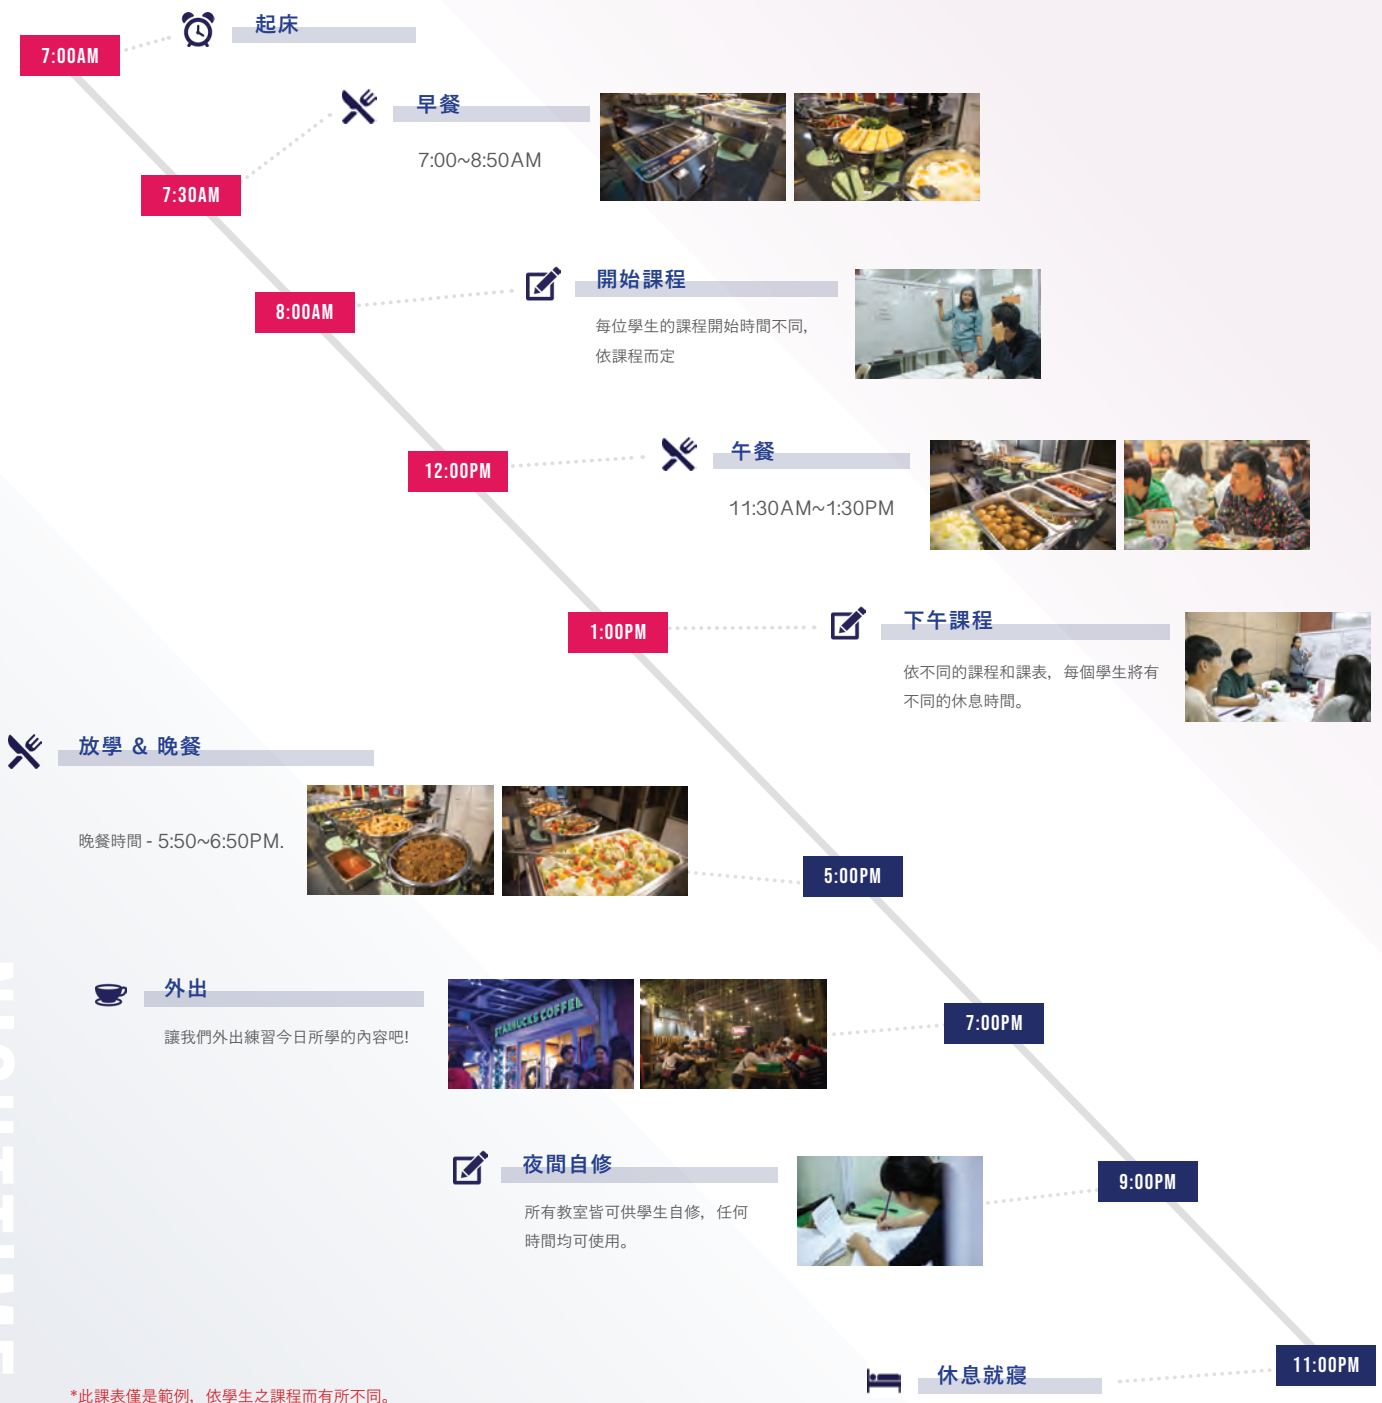 起床
7:00AM
早餐
7:00~8:50AM
7:30AM
開始課程
8:00AM
每位學生的課程開始時間不同,
依課程而定
午餐
12:00PM
11:30AM~1:30PM
下午課程
1:00PM
依不同的課程和課表, 每個學生將有
不同的休息時間。
放學 & 晚餐
晚餐時間 - 5:50~6:50PM.
5:00PM
外出
讓我們外出練習今日所學的內容吧!
STARBUCKS COFFEE
7:00PM
夜間自修
9:00PM
所有教室皆可供學生自修, 任何
時間均可使用。
11:00PM
休息就寢
*此課表僅是範例, 依學生之課程而有所不同。